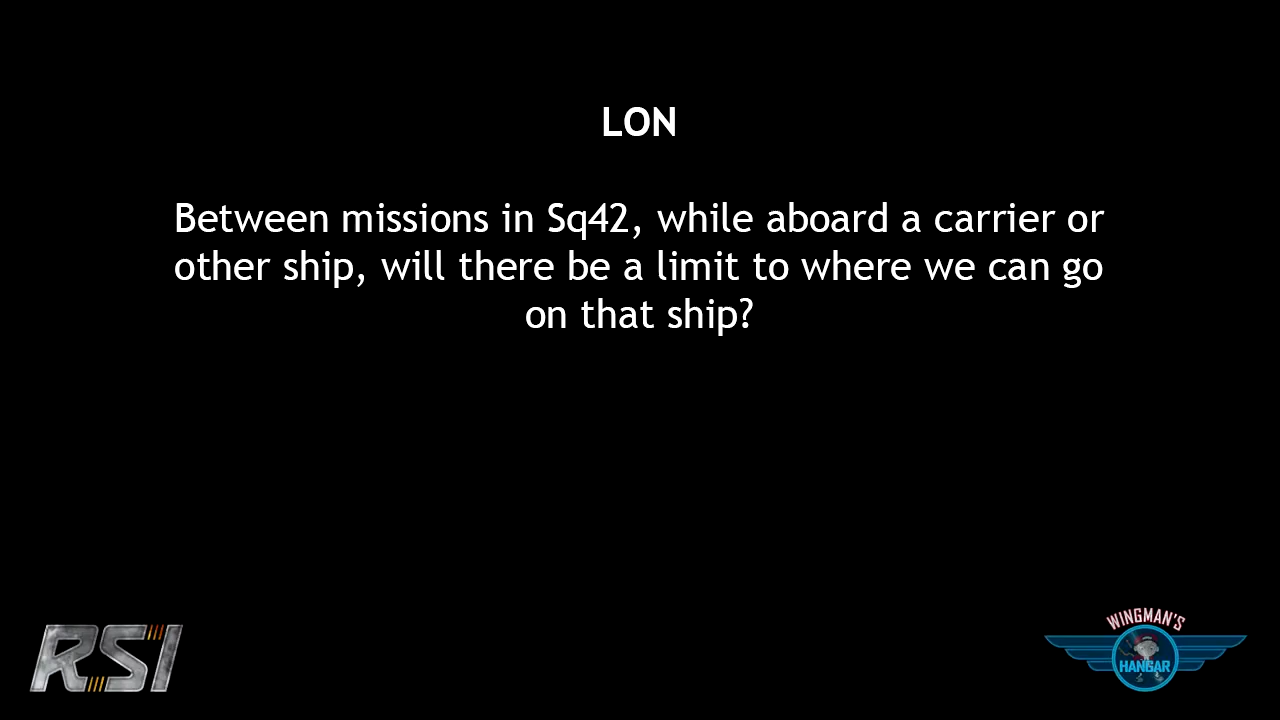 LON
Between missions in Sq42, while aboard a carrier or
other ship, will there be a limit to where we can go
on that ship?
RSI
WINGMAN'S
HANGAR